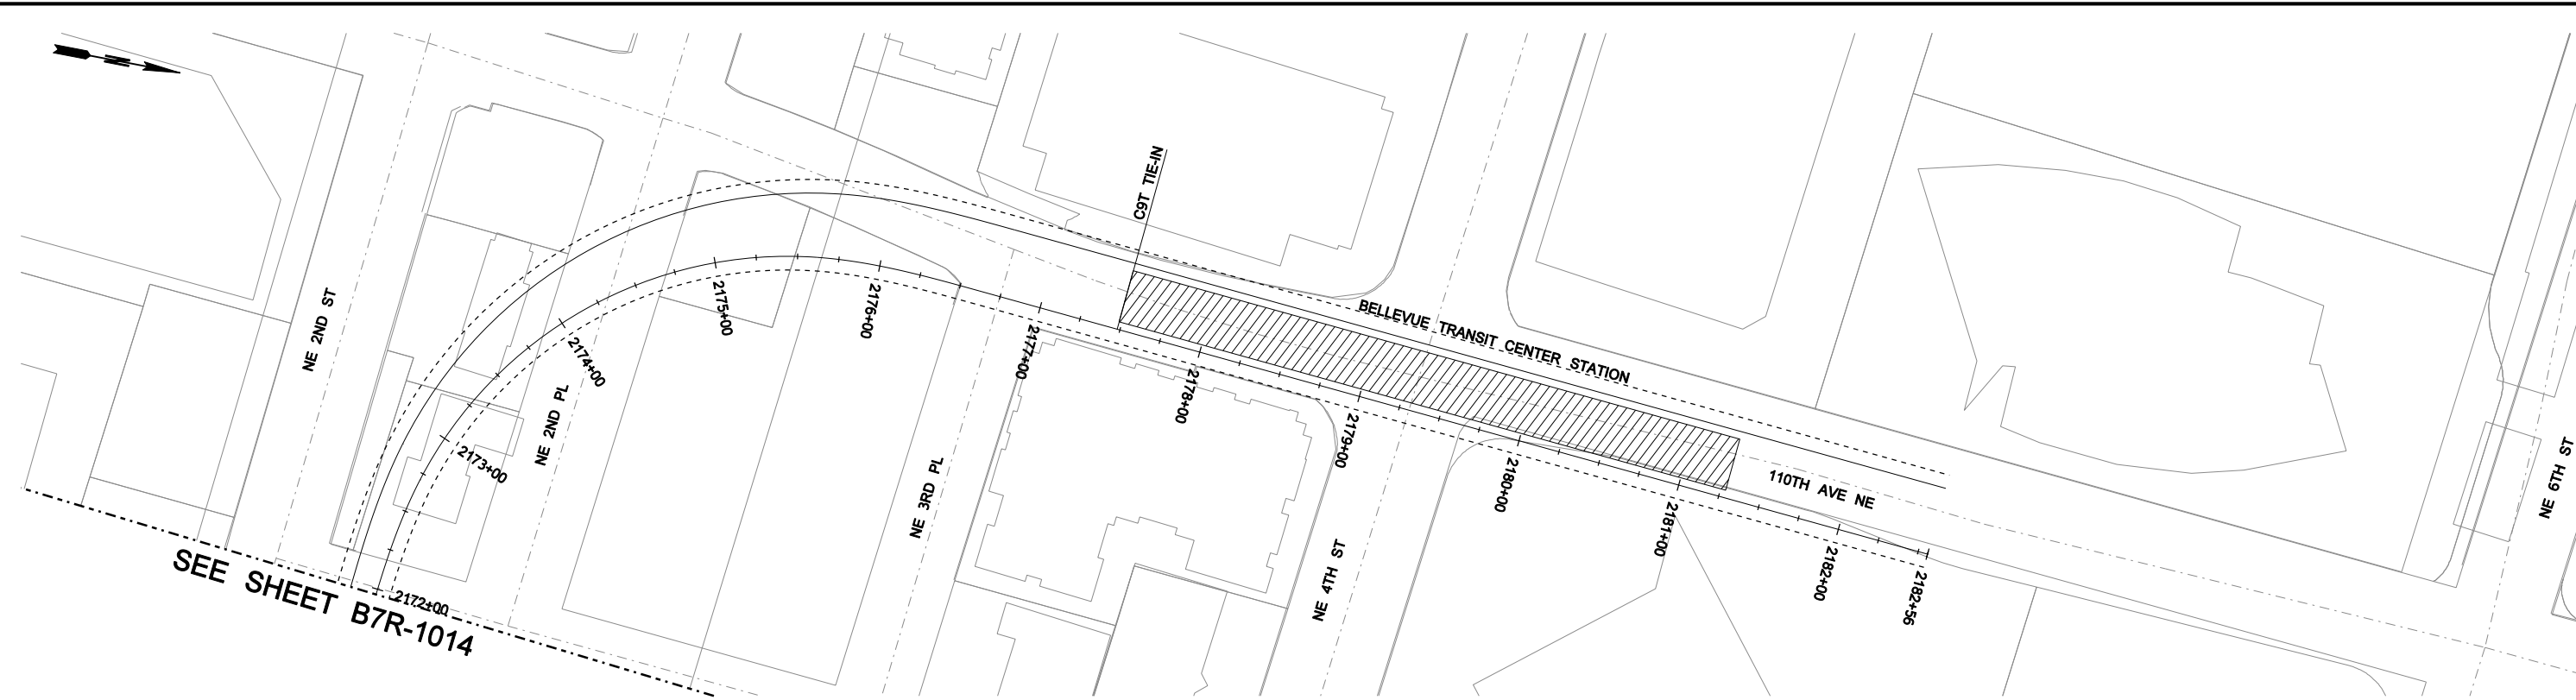 N
C6T TIE-IN
NE 2ND ST
2175+00
2176+00
BELLEVUE TRANSIT CENTER STATION
2174+00
2177+00
2178+00
NE 2ND PL
2179+00
2173+00
NE 3RD PL
2180+00
110TH AVE NE
NE 6TH ST
2181+00
NE 4TH ST
2182+00
2182+56
2172+00
SEE SHEET B7R-1014